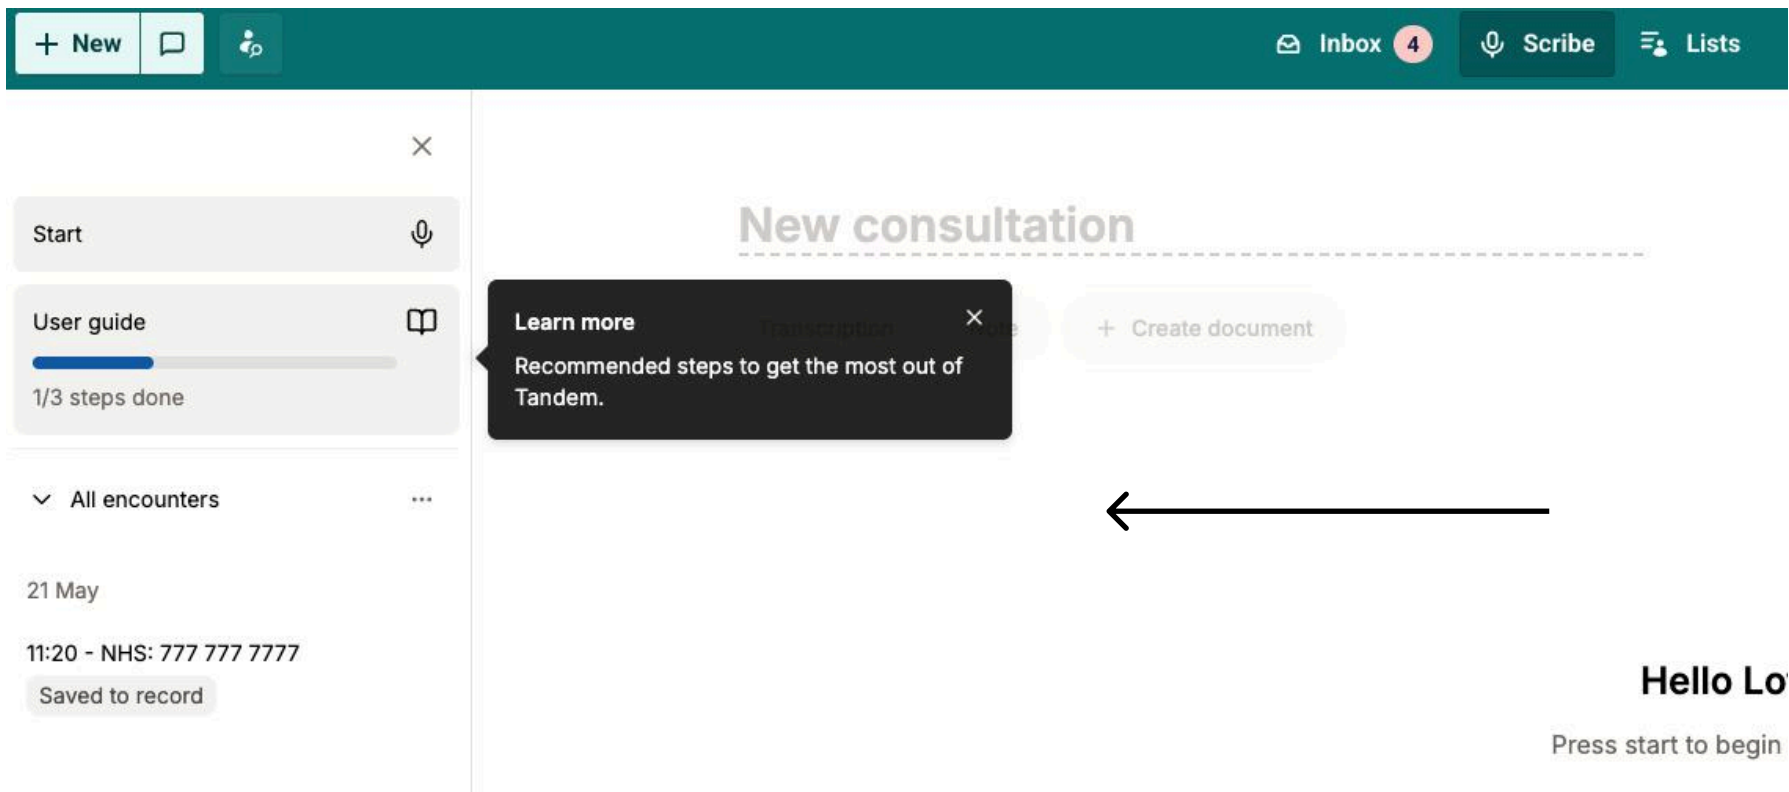 New
Inbox 4
Scribe
Lists
Start
User guide
1/3 steps done
New consultation
Learn more
Recommended steps to get the most out of
Tandem.
Create document
All encounters
21 May
11:20 - NHS: 777 777 7777
Saved to record
Hello
Press start to begin